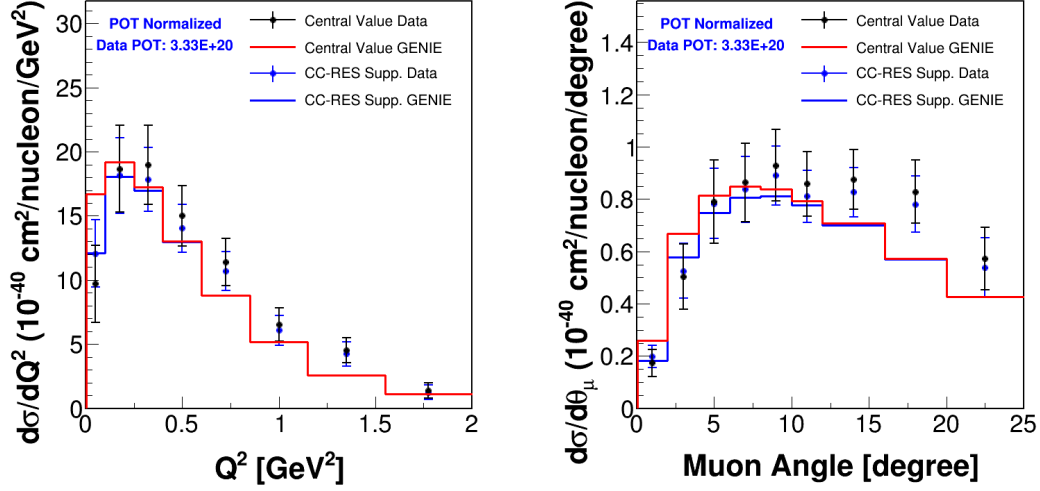 dσ/dQ² (10⁻⁴⁰ cm²/nucleon/GeV²)
30
25
20
15
10
5
0
POT Normalized
Data POT: 3.33E+20
Central Value Data
Central Value GENIE
CC-RES Supp. Data
CC-RES Supp. GENIE
0 0.5 1 1.5 2
Q² [GeV²]
dσ/dθμ (10⁻⁴⁰ cm²/nucleon/degree)
1.4
1.2
1
0.8
0.6
0.4
0.2
0
POT Normalized
Data POT: 3.33E+20
Central Value Data
Central Value GENIE
CC-RES Supp. Data
CC-RES Supp. GENIE
0 5 10 15 20 25
Muon Angle [degree]